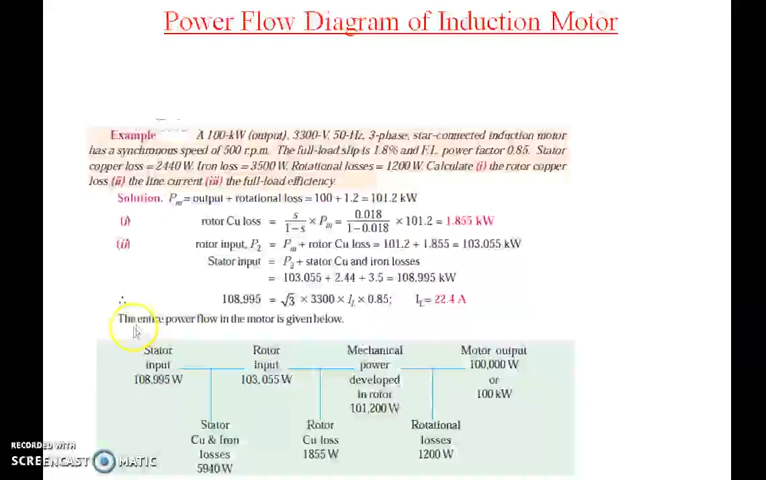 Power Flow Diagram of Induction Motor
Example A 100-kW (output), 3300-V, 50-Hz, 3-phase, star-connected induction motor
has a synchronous speed of 500 r.p.m. The full-load slip is 1.8% and F.L. power factor 0.85. Stator
copper loss = 2440 W. Iron loss = 3500 W. Rotational losses = 1200 W. Calculate (i) the rotor copper
loss (ii) the line current (iii) the full-load efficiency.
Solution. Pm = output + rotational loss = 100 + 1.2 = 101.2 kW
(i) rotor Cu loss = s/(1–s) × Pm = 0.018/(1–0.018) × 101.2 = 1.855 kW
(ii) rotor input, P2 = Pm + rotor Cu loss = 101.2 + 1.855 = 103.055 kW
Stator input = P2 + stator Cu and iron losses
= 103.055 + 2.44 + 3.5 = 108.995 kW
∴ 108,995 = √3 × 3300 × IL × 0.85; IL = 22.4 A
The entire power flow in the motor is given below.
Stator input 108,995 W
Rotor input 103,055 W
Mechanical power developed in rotor 101,200 W
Motor output 100,000 W or 100 kW
Stator Cu & Iron losses 5940 W
Rotor Cu loss 1855 W
Rotational losses 1200 W
RECORDED WITH
SCREENCAST MATIC